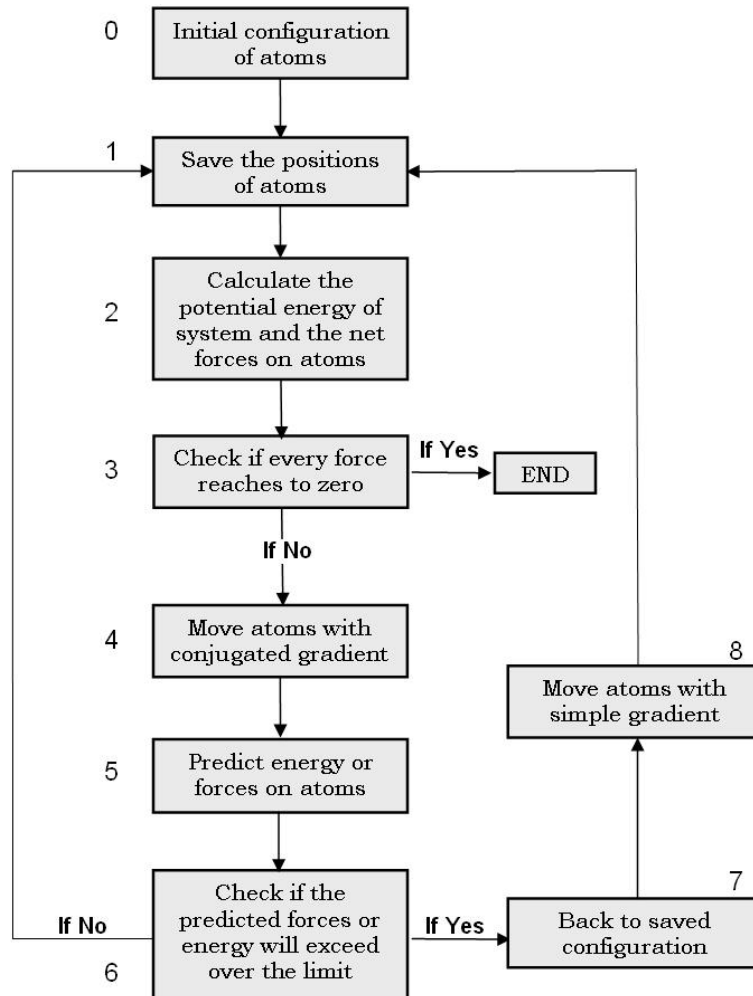 0
Initial configuration
of atoms
1
Save the positions
of atoms
2
Calculate the
potential energy of
system and the net
forces on atoms
3
Check if every force
reaches to zero
If Yes
END
If No
4
Move atoms with
conjugated gradient
8
Move atoms with
simple gradient
5
Predict energy or
forces on atoms
6
Check if the
predicted forces or
energy will exceed
over the limit
If No
If Yes
7
Back to saved
configuration